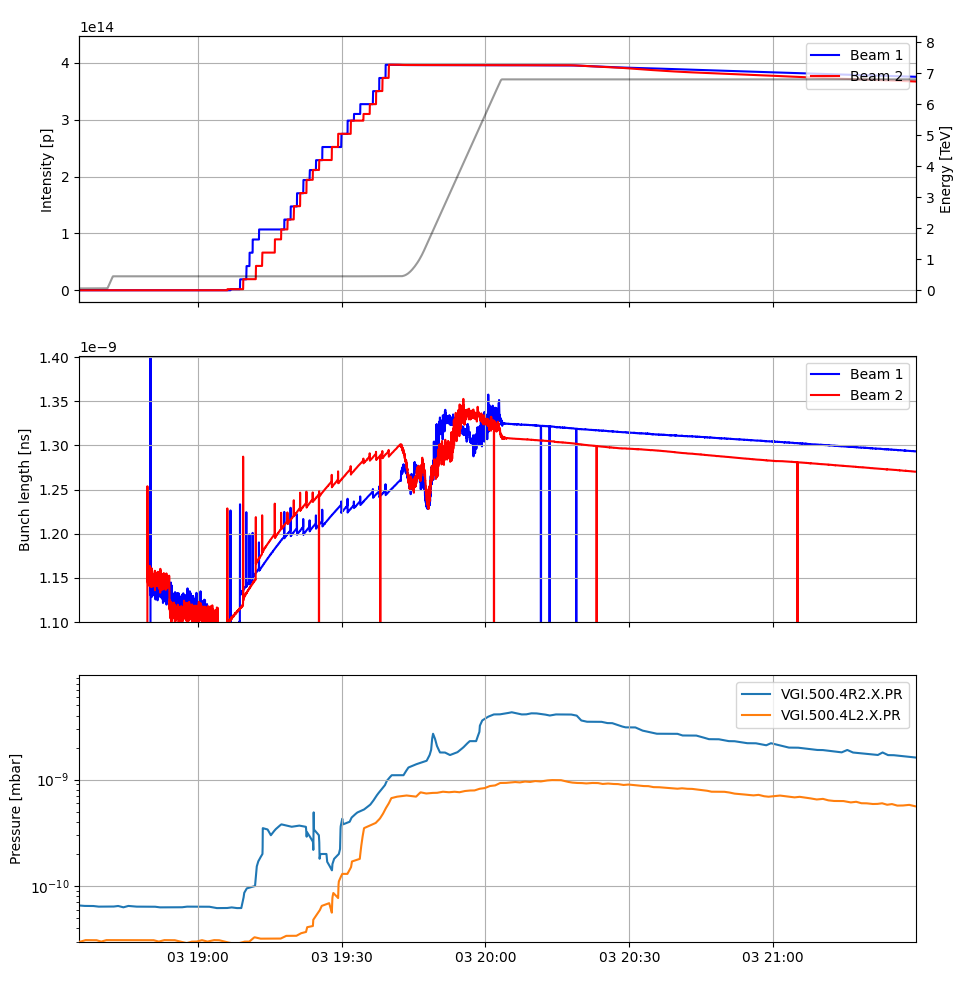 1e14
Intensity [p]
4
3
2
1
0
Beam 1
Beam 2
8
7
6
5
4
3
2
1
0
Energy [TeV]
1e−9
Bunch length [ns]
1.40
1.35
1.30
1.25
1.20
1.15
1.10
Beam 1
Beam 2
Pressure [mbar]
10⁻⁹
10⁻¹⁰
VGI.500.4R2.X.PR
VGI.500.4L2.X.PR
03 19:00
03 19:30
03 20:00
03 20:30
03 21:00